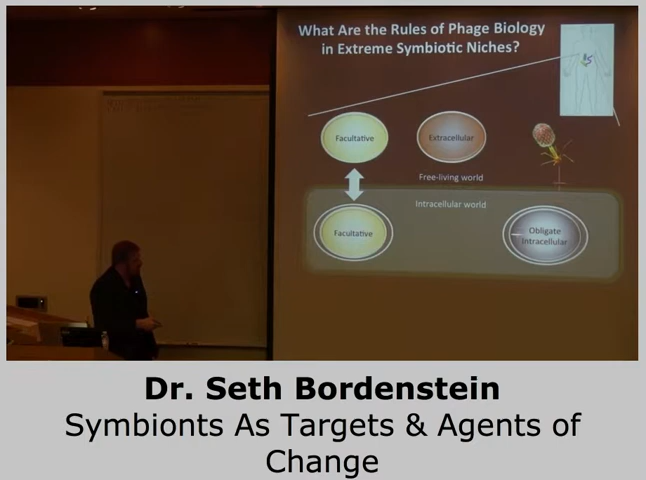 What Are the Rules of Phage Biology
in Extreme Symbiotic Niches?
Facultative
Extracellular
Free-living world
Intracellular world
Facultative
Obligate
Intracellular
Dr. Seth Bordenstein
Symbionts As Targets & Agents of
Change